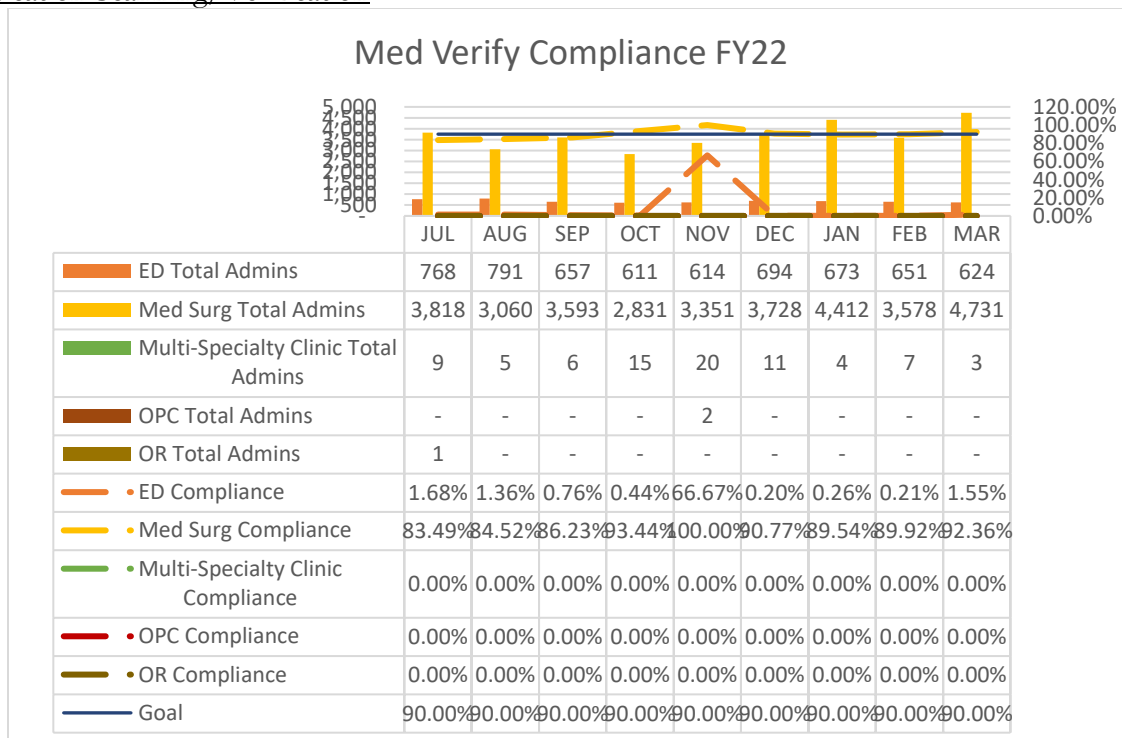 Med Verify Compliance FY22
5,000
4,500
4,000
3,500
3,000
2,500
2,000
1,500
1,000
500
-
120.00%
100.00%
80.00%
60.00%
40.00%
20.00%
0.00%
JUL AUG SEP OCT NOV DEC JAN FEB MAR
ED Total Admins 768 791 657 611 614 694 673 651 624
Med Surg Total Admins 3,818 3,060 3,593 2,831 3,351 3,728 4,412 3,578 4,731
Multi-Specialty Clinic Total
Admins 9 5 6 15 20 11 4 7 3
OPC Total Admins - - - - 2 - - - -
OR Total Admins 1 - - - - - - - -
ED Compliance 1.68% 1.36% 0.76% 0.44% 66.67% 0.20% 0.26% 0.21% 1.55%
Med Surg Compliance 83.49% 84.52% 86.23% 93.44% 100.00% 90.77% 89.54% 89.92% 92.36%
Multi-Specialty Clinic
Compliance 0.00% 0.00% 0.00% 0.00% 0.00% 0.00% 0.00% 0.00% 0.00%
OPC Compliance 0.00% 0.00% 0.00% 0.00% 0.00% 0.00% 0.00% 0.00% 0.00%
OR Compliance 0.00% 0.00% 0.00% 0.00% 0.00% 0.00% 0.00% 0.00% 0.00%
Goal 90.00% 90.00% 90.00% 90.00% 90.00% 90.00% 90.00% 90.00% 90.00%